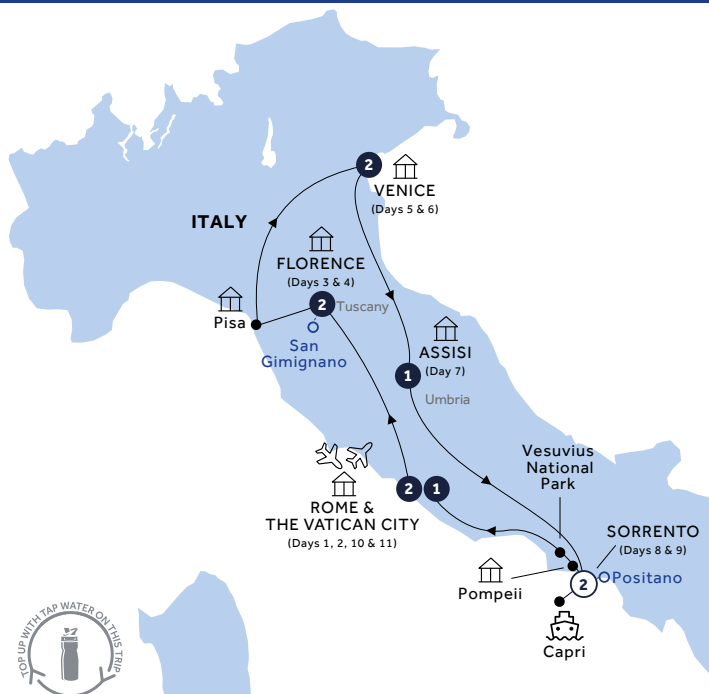 2
VENICE
(Days 5 & 6)
ITALY
FLORENCE
(Days 3 & 4)
2
Tuscany
Pisa
San
Gimignano
ASSISI
(Day 7)
1
Umbria
Vesuvius
National
Park
2
1
ROME &
THE VATICAN CITY
(Days 1, 2, 10 & 11)
SORRENTO
(Days 8 & 9)
2
Positano
Pompeii
Capri
TOP UP WITH TAP WATER ON THIS TRIP